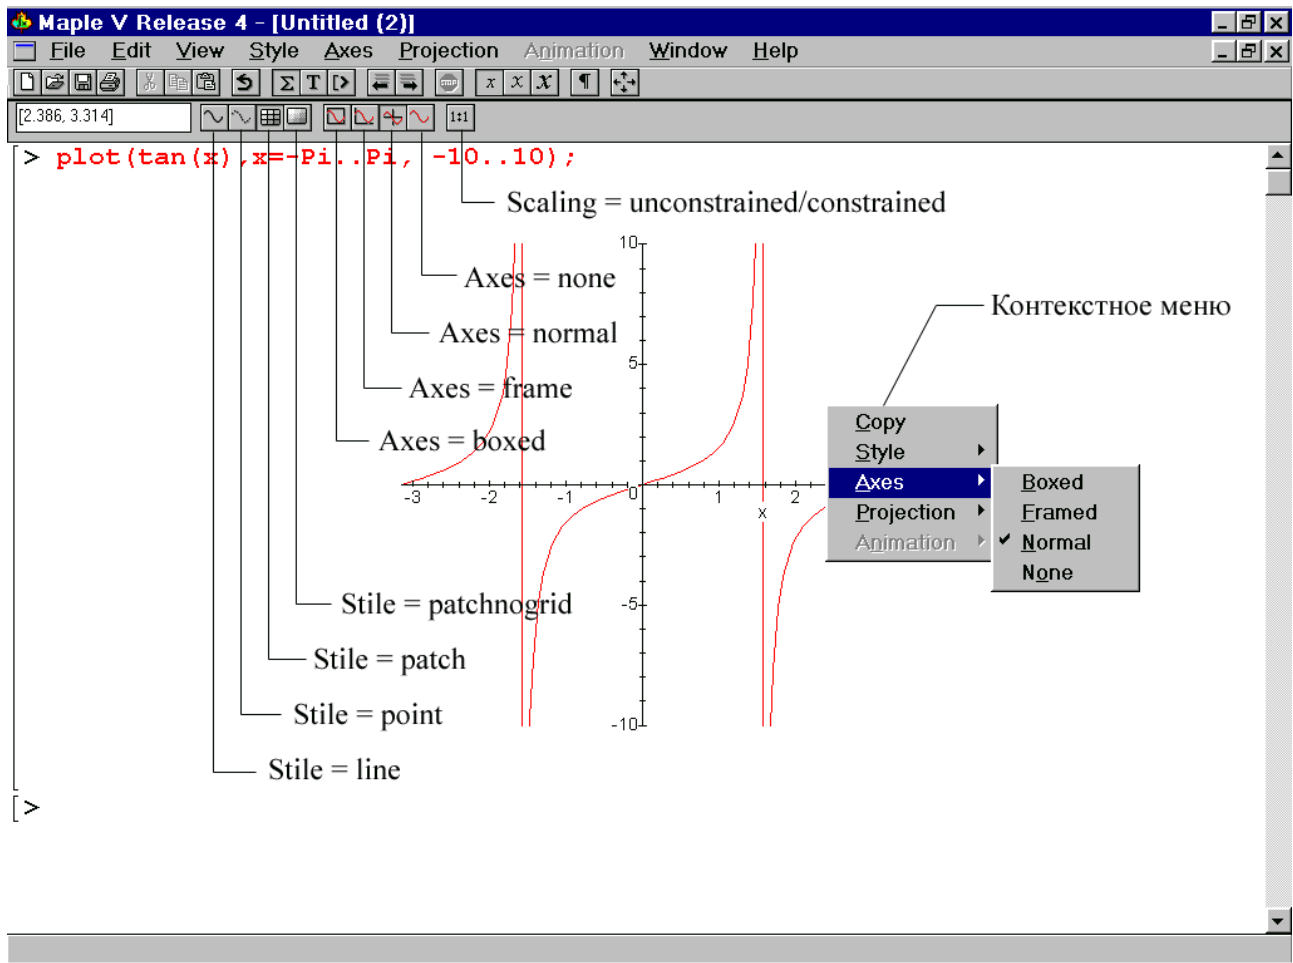 Maple V Release 4 - [Untitled (2)]
File Edit View Style Axes Projection Animation Window Help
Σ T [> STOP x x x ¶
[2.386, 3.314] 1:1
[> plot(tan(x),x=-Pi..Pi, -10..10);
Scaling = unconstrained/constrained
10
Axes = none
Контекстное меню
Axes = normal
5
Axes = frame
Copy
Axes = boxed
Style
Axes Boxed
-3 -2 -1 0 1 2
x
Projection Framed
Animation Normal
None
Stile = patchnogrid
-5
Stile = patch
Stile = point
-10
Stile = line
[>